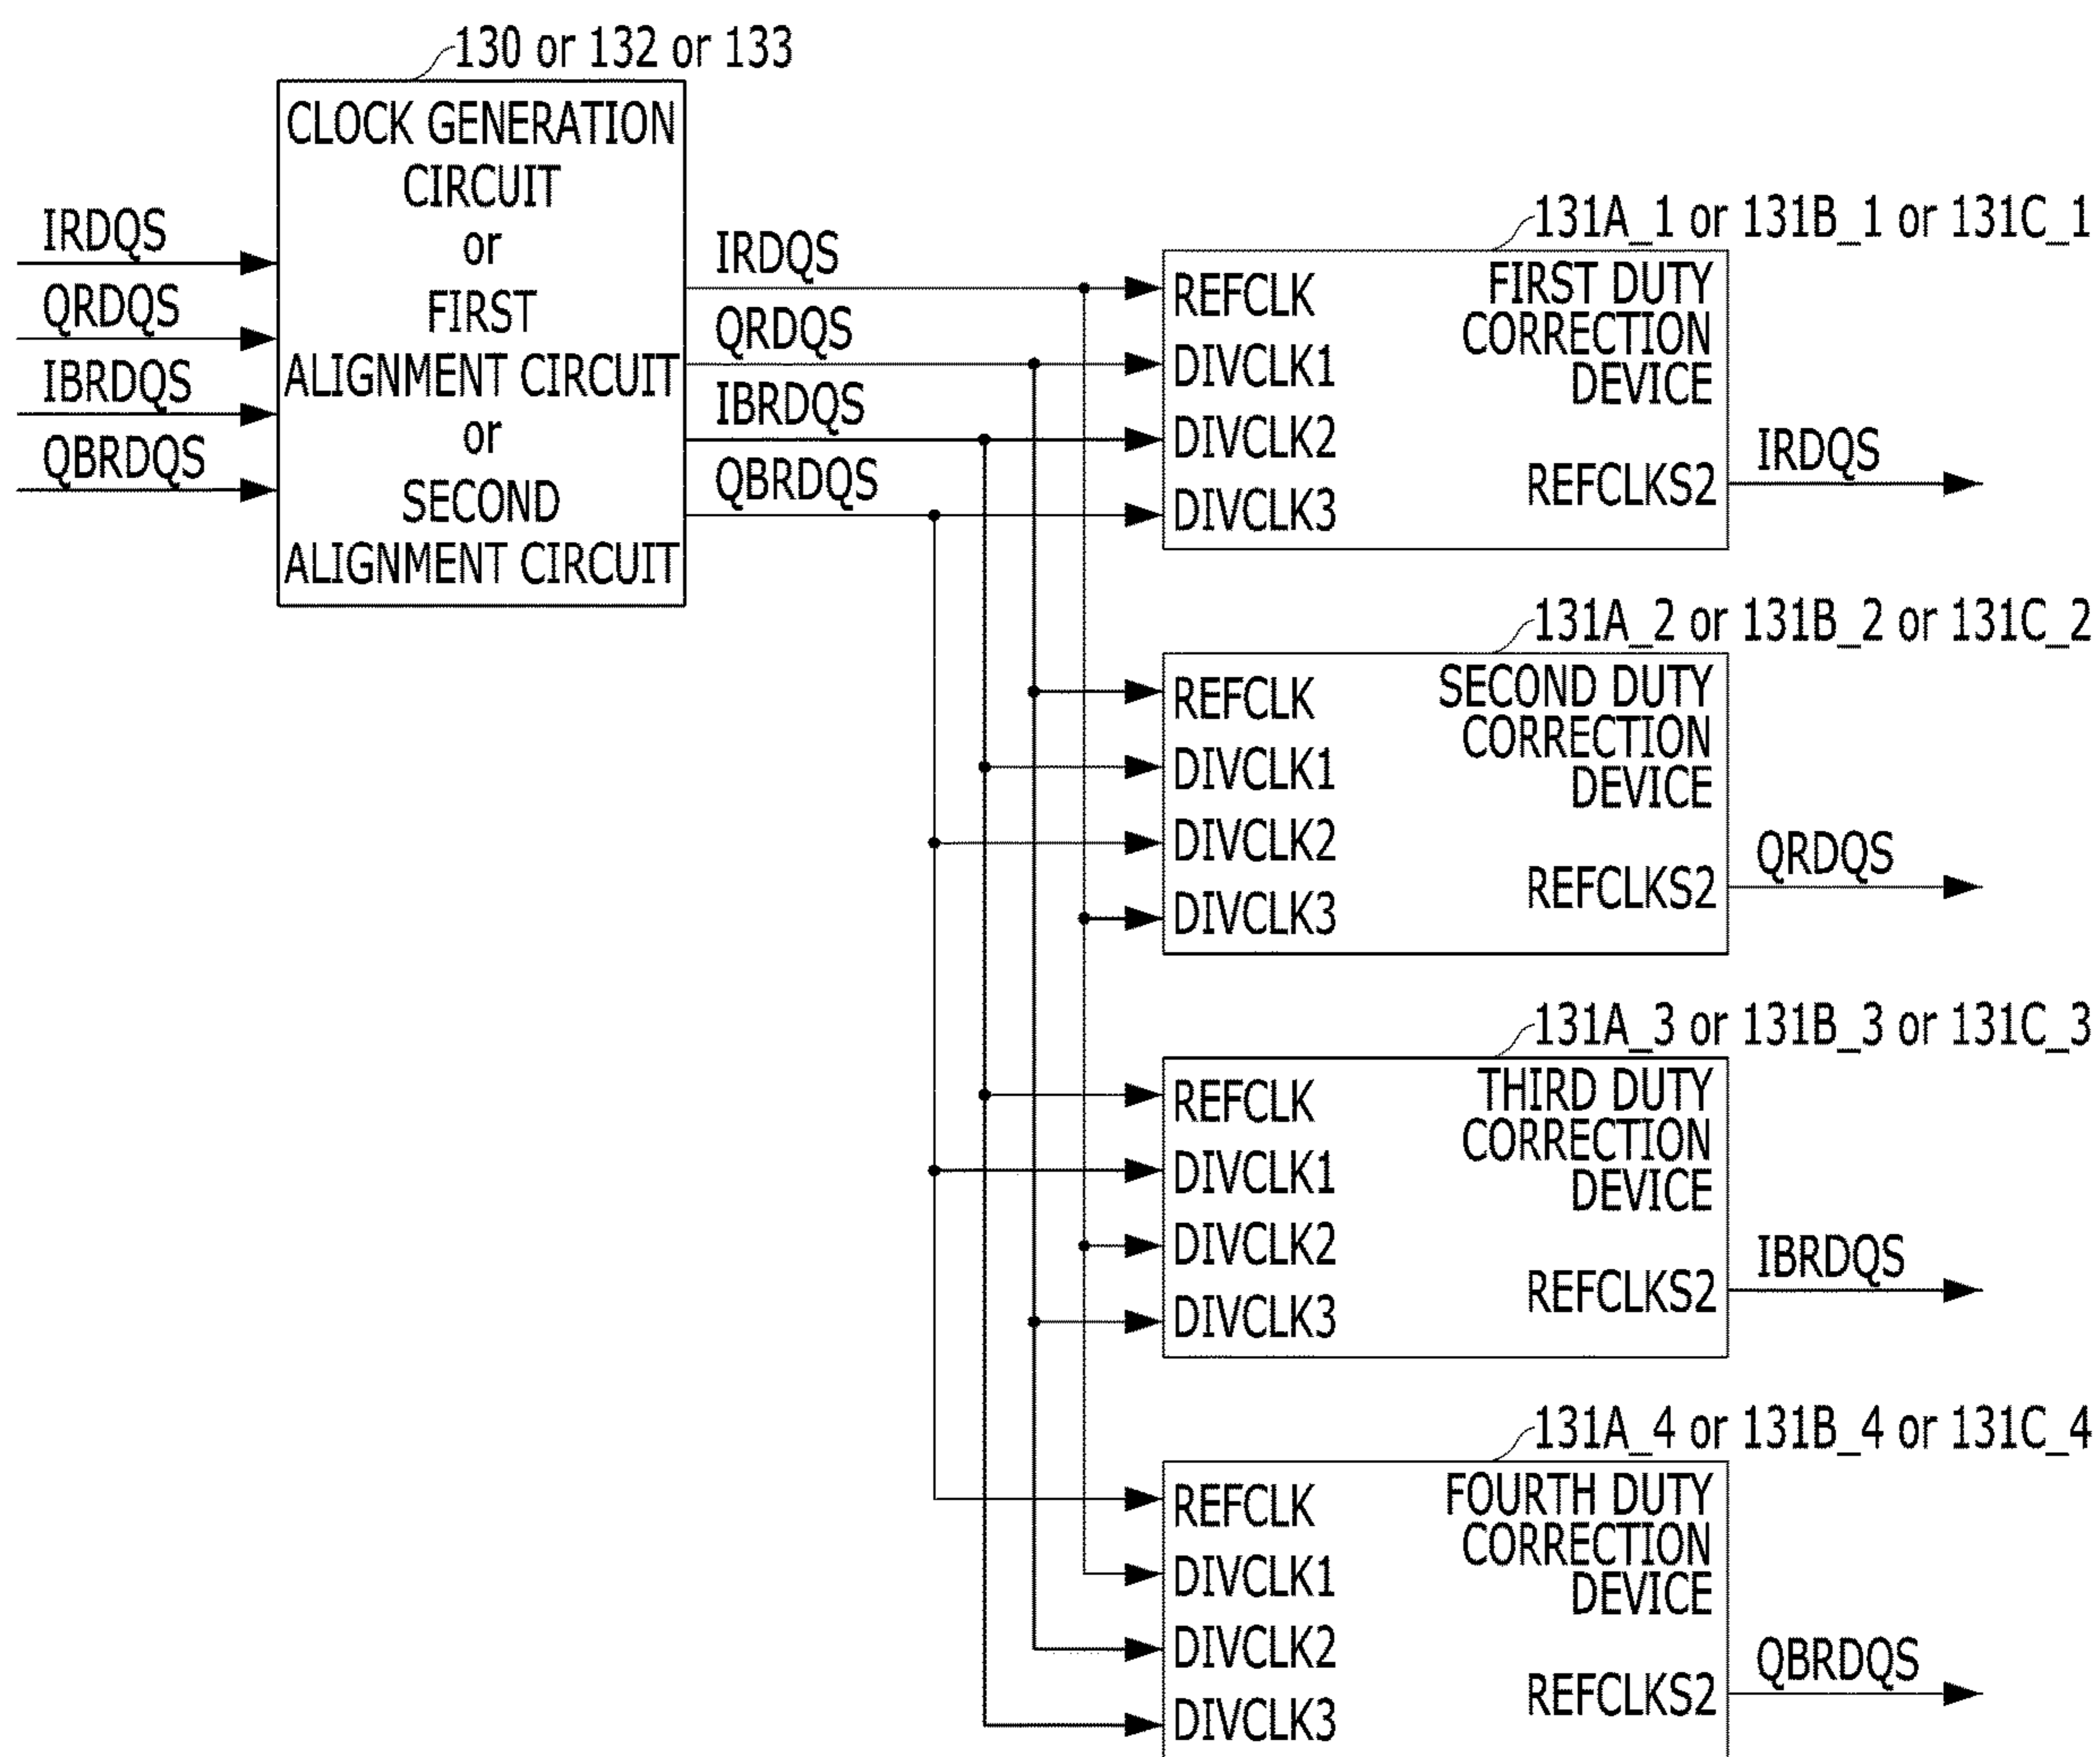 130 or 132 or 133
CLOCK GENERATION
CIRCUIT
or
FIRST
ALIGNMENT CIRCUIT
or
SECOND
ALIGNMENT CIRCUIT
IRDQS
QRDQS
IBRDQS
QBRDQS
IRDQS
QRDQS
IBRDQS
QBRDQS
131A_1 or 131B_1 or 131C_1
REFCLK
DIVCLK1
DIVCLK2
DIVCLK3
FIRST DUTY
CORRECTION
DEVICE
REFCLKS2
IRDQS
131A_2 or 131B_2 or 131C_2
REFCLK
DIVCLK1
DIVCLK2
DIVCLK3
SECOND DUTY
CORRECTION
DEVICE
REFCLKS2
QRDQS
131A_3 or 131B_3 or 131C_3
REFCLK
DIVCLK1
DIVCLK2
DIVCLK3
THIRD DUTY
CORRECTION
DEVICE
REFCLKS2
IBRDQS
131A_4 or 131B_4 or 131C_4
REFCLK
DIVCLK1
DIVCLK2
DIVCLK3
FOURTH DUTY
CORRECTION
DEVICE
REFCLKS2
QBRDQS